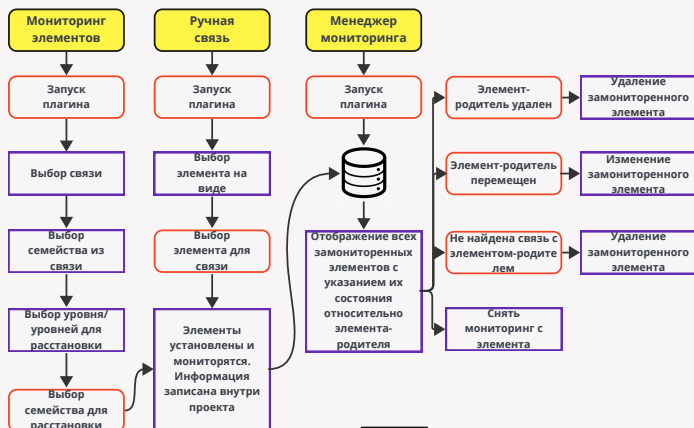 Мониторинг
элементов
Запуск
плагина
Выбор связи
Выбор
семейства из
связи
Выбор уровня/
уровней для
расстановки
Выбор
семейства для
расстановки
Ручная
связь
Запуск
плагина
Выбор
элемента на
виде
Выбор
элемента для
связи
Элементы
установлены и
мониторятся.
Информация
записана внутри
проекта
Менеджер
мониторинга
Запуск
плагина
Отображение всех
замониторенных
элементов с
указанием их
состояния
относительно
элемента-
родителя
Элемент-
родитель удален
Удаление
замониторенного
элемента
Элемент-родитель
перемещен
Изменение
замониторенного
элемента
Не найдена связь с
элементом-родите
лем
Удаление
замониторенного
элемента
Снять
мониторинг с
элемента